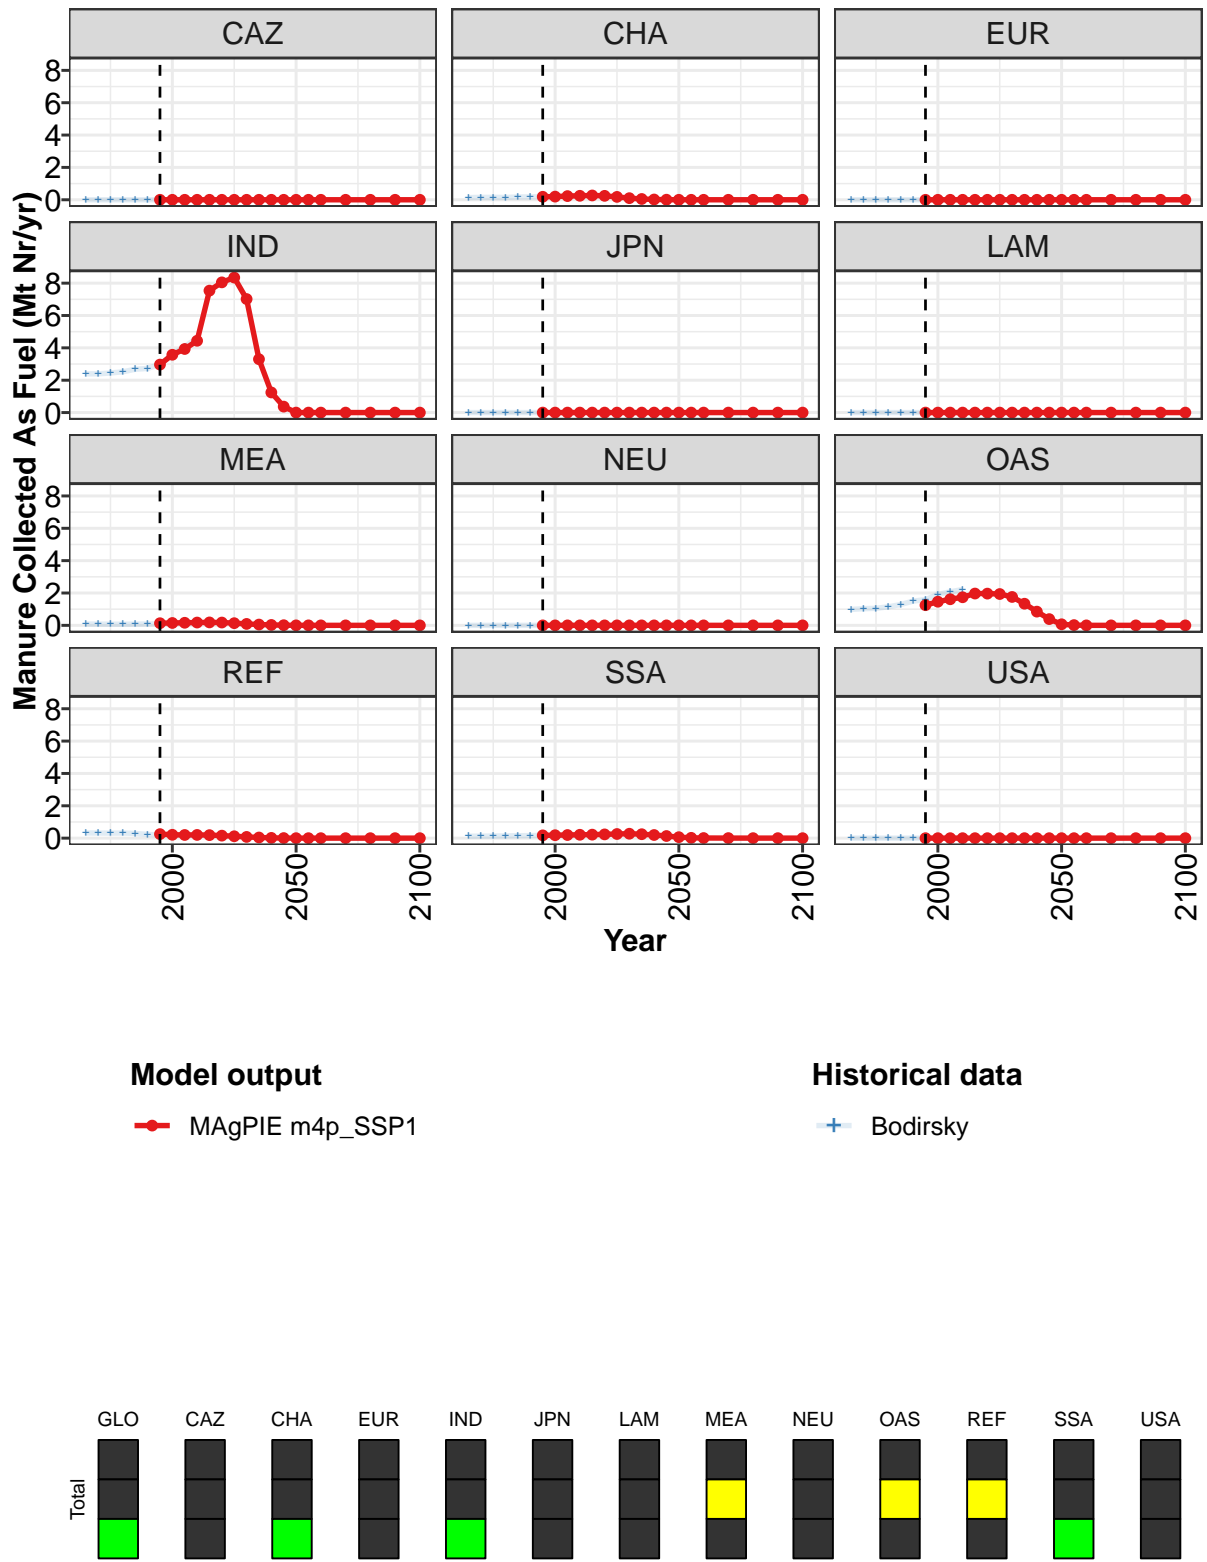 CAZ CHA EUR
8
6
4
2
0
IND JPN LAM
8
6
4
2
0
MEA NEU OAS
8
6
4
2
0
REF SSA USA
8
6
4
2
0
Manure Collected As Fuel (Mt Nr/yr)
2000 2050 2100 2000 2050 2100 2000 2050 2100
Year
Model output Historical data
MAgPIE m4p_SSP1 Bodirsky
GLO CAZ CHA EUR IND JPN LAM MEA NEU OAS REF SSA USA
Total